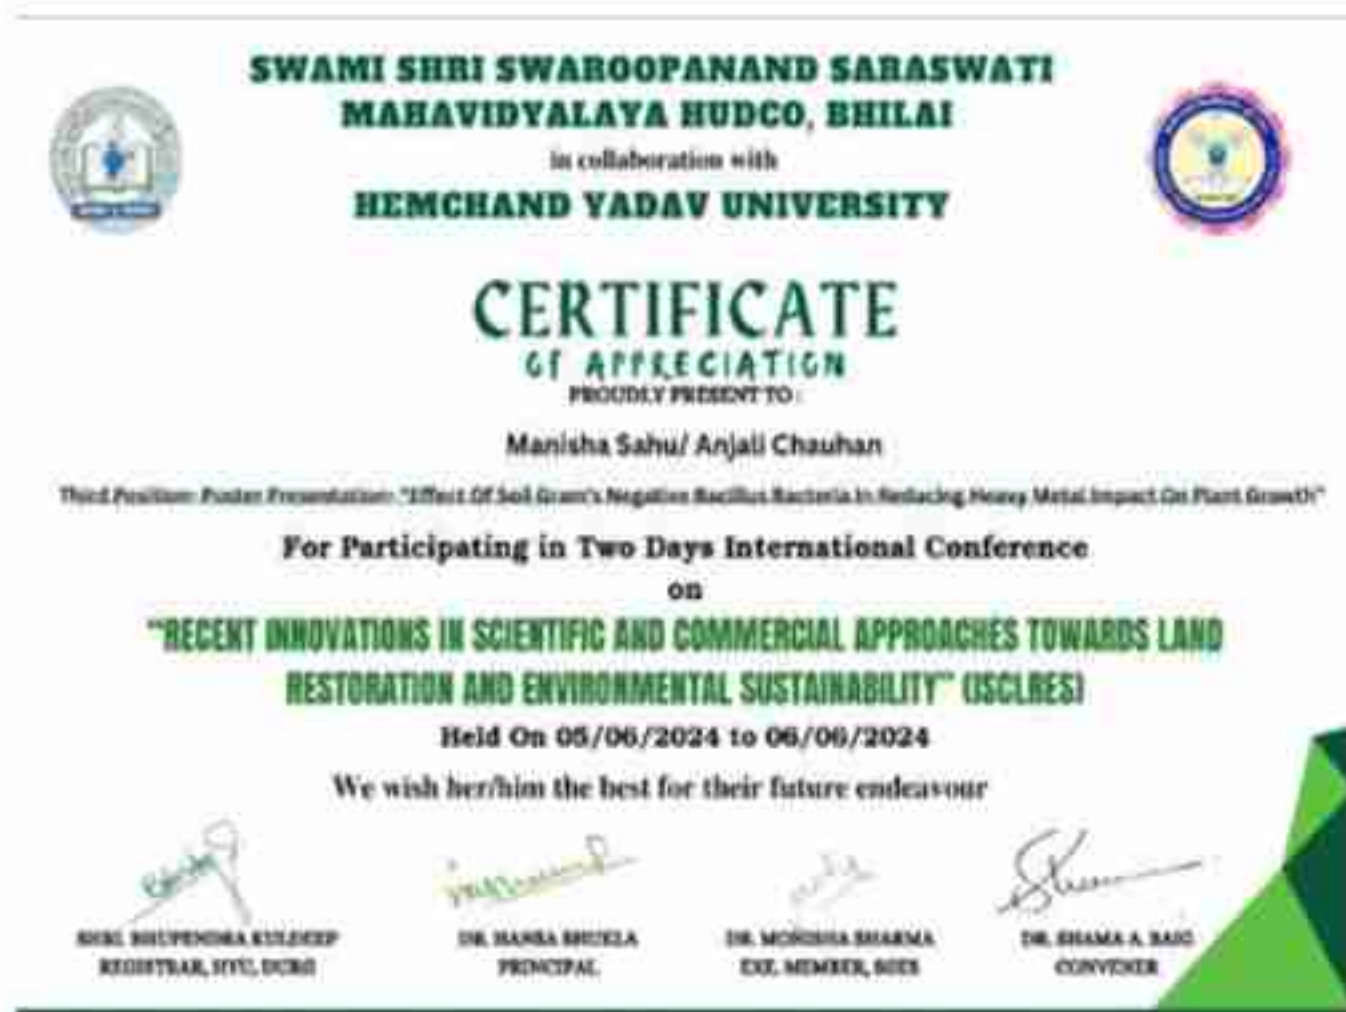 SWAMI SHRI SWAROOPANAND SARASWATI
MAHAVIDYALAYA HUDCO, BHILAI
in collaboration with
HEMCHAND YADAV UNIVERSITY
CERTIFICATE
OF APPRECIATION
PROUDLY PRESENT TO :
Manisha Sahu/ Anjali Chauhan
Third Position: Poster Presentation: "Effect Of Soil Gram's Negative Bacillus Bacteria In Reducing Heavy Metal Impact On Plant Growth"
For Participating in Two Days International Conference
on
"RECENT INNOVATIONS IN SCIENTIFIC AND COMMERCIAL APPROACHES TOWARDS LAND
RESTORATION AND ENVIRONMENTAL SUSTAINABILITY" (ISCLRES)
Held On 05/06/2024 to 06/06/2024
We wish her/him the best for their future endeavour
SHRI. BHUPENDRA KULDEEP
REGISTRAR, HYU, DURG
DR. HANSA SHUKLA
PRINCIPAL
DR. MONISHA SHARMA
EXE. MEMBER, SGES
DR. SHAMA A. BAIG
CONVENER